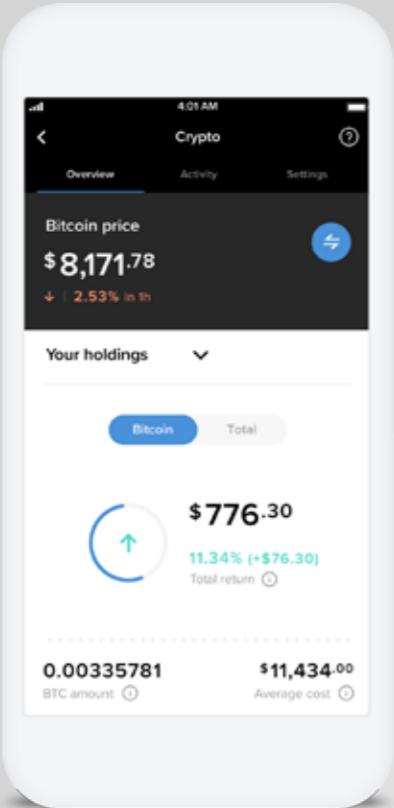 4:01 AM
Crypto
Overview Activity Settings
Bitcoin price
$8,171.78
2.53% in 1h
Your holdings
Bitcoin Total
$776.30
11.34% (+$76.30)
Total return
0.00335781 $11,434.00
BTC amount Average cost